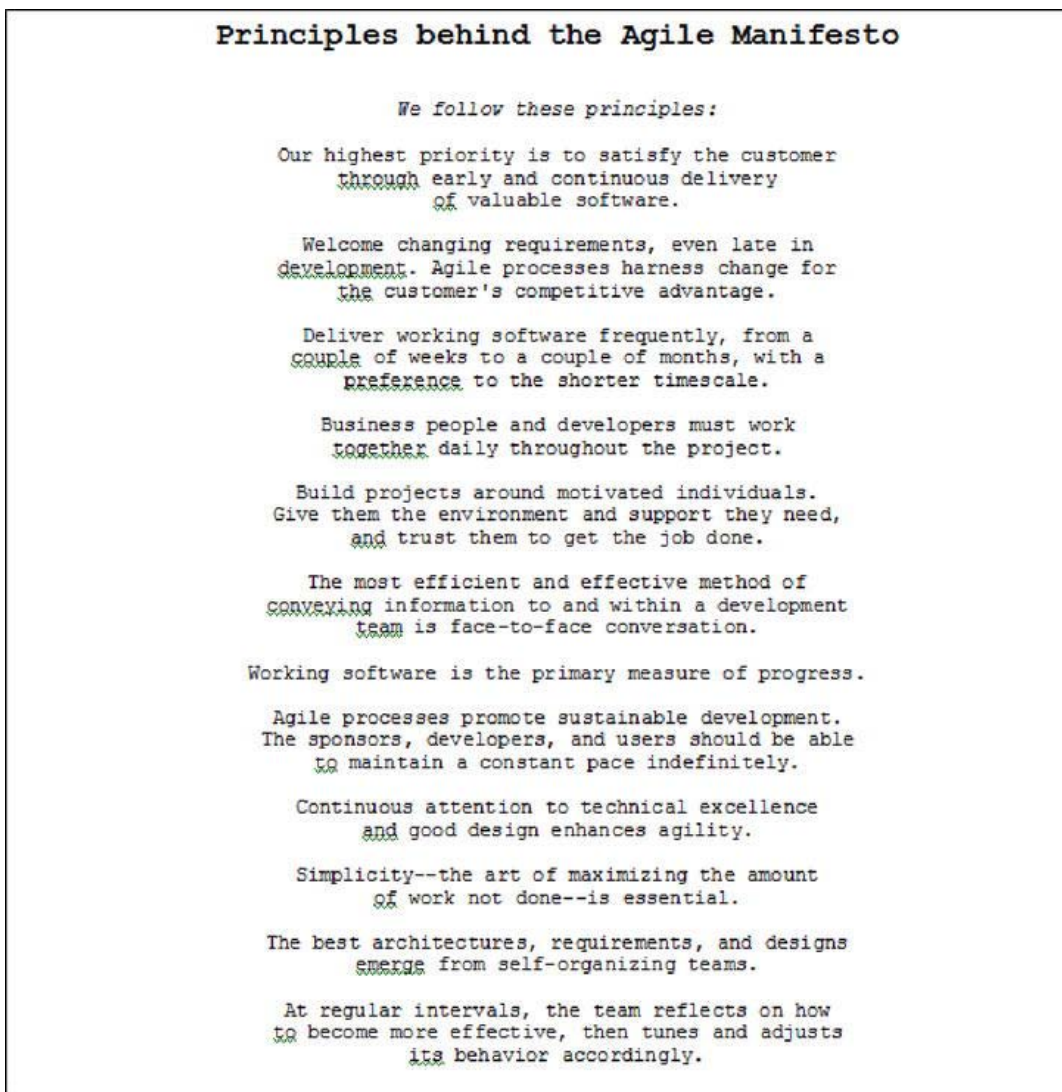 Principles behind the Agile Manifesto
We follow these principles:
Our highest priority is to satisfy the customer
through early and continuous delivery
of valuable software.
Welcome changing requirements, even late in
development. Agile processes harness change for
the customer's competitive advantage.
Deliver working software frequently, from a
couple of weeks to a couple of months, with a
preference to the shorter timescale.
Business people and developers must work
together daily throughout the project.
Build projects around motivated individuals.
Give them the environment and support they need,
and trust them to get the job done.
The most efficient and effective method of
conveying information to and within a development
team is face-to-face conversation.
Working software is the primary measure of progress.
Agile processes promote sustainable development.
The sponsors, developers, and users should be able
to maintain a constant pace indefinitely.
Continuous attention to technical excellence
and good design enhances agility.
Simplicity--the art of maximizing the amount
of work not done--is essential.
The best architectures, requirements, and designs
emerge from self-organizing teams.
At regular intervals, the team reflects on how
to become more effective, then tunes and adjusts
its behavior accordingly.